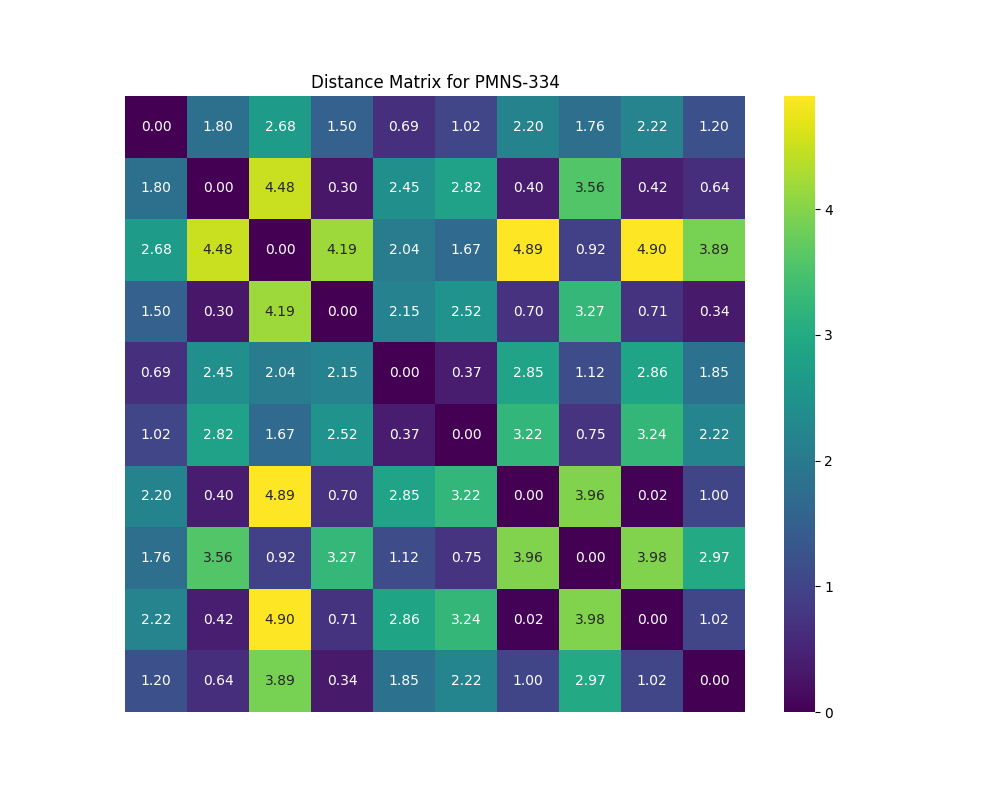 Distance Matrix for PMNS-334
0.00 1.80 2.68 1.50 0.69 1.02 2.20 1.76 2.22 1.20
1.80 0.00 4.48 0.30 2.45 2.82 0.40 3.56 0.42 0.64
4
2.68 4.48 0.00 4.19 2.04 1.67 4.89 0.92 4.90 3.89
1.50 0.30 4.19 0.00 2.15 2.52 0.70 3.27 0.71 0.34
3
0.69 2.45 2.04 2.15 0.00 0.37 2.85 1.12 2.86 1.85
1.02 2.82 1.67 2.52 0.37 0.00 3.22 0.75 3.24 2.22
2
2.20 0.40 4.89 0.70 2.85 3.22 0.00 3.96 0.02 1.00
1.76 3.56 0.92 3.27 1.12 0.75 3.96 0.00 3.98 2.97
1
2.22 0.42 4.90 0.71 2.86 3.24 0.02 3.98 0.00 1.02
1.20 0.64 3.89 0.34 1.85 2.22 1.00 2.97 1.02 0.00
0